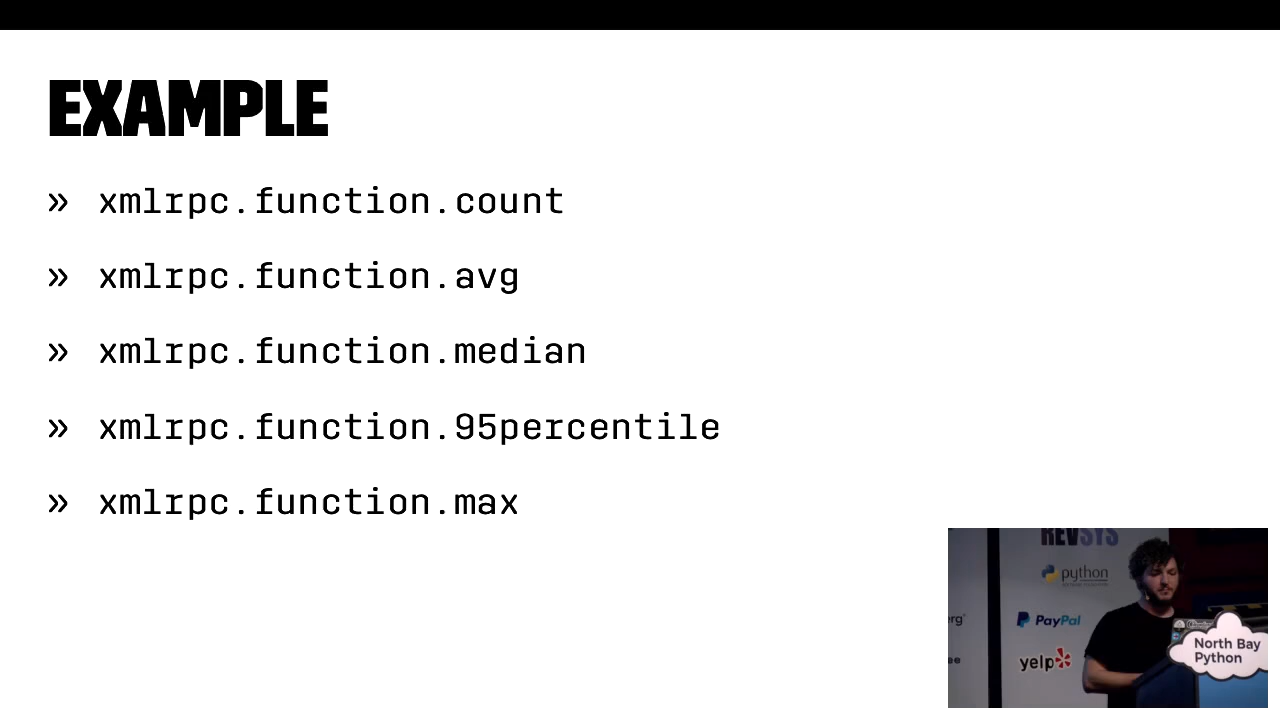 EXAMPLE
» xmlrpc.function.count
» xmlrpc.function.avg
» xmlrpc.function.median
» xmlrpc.function.95percentile
» xmlrpc.function.max
REVSYS
python
PayPal
yelp
North Bay
Python